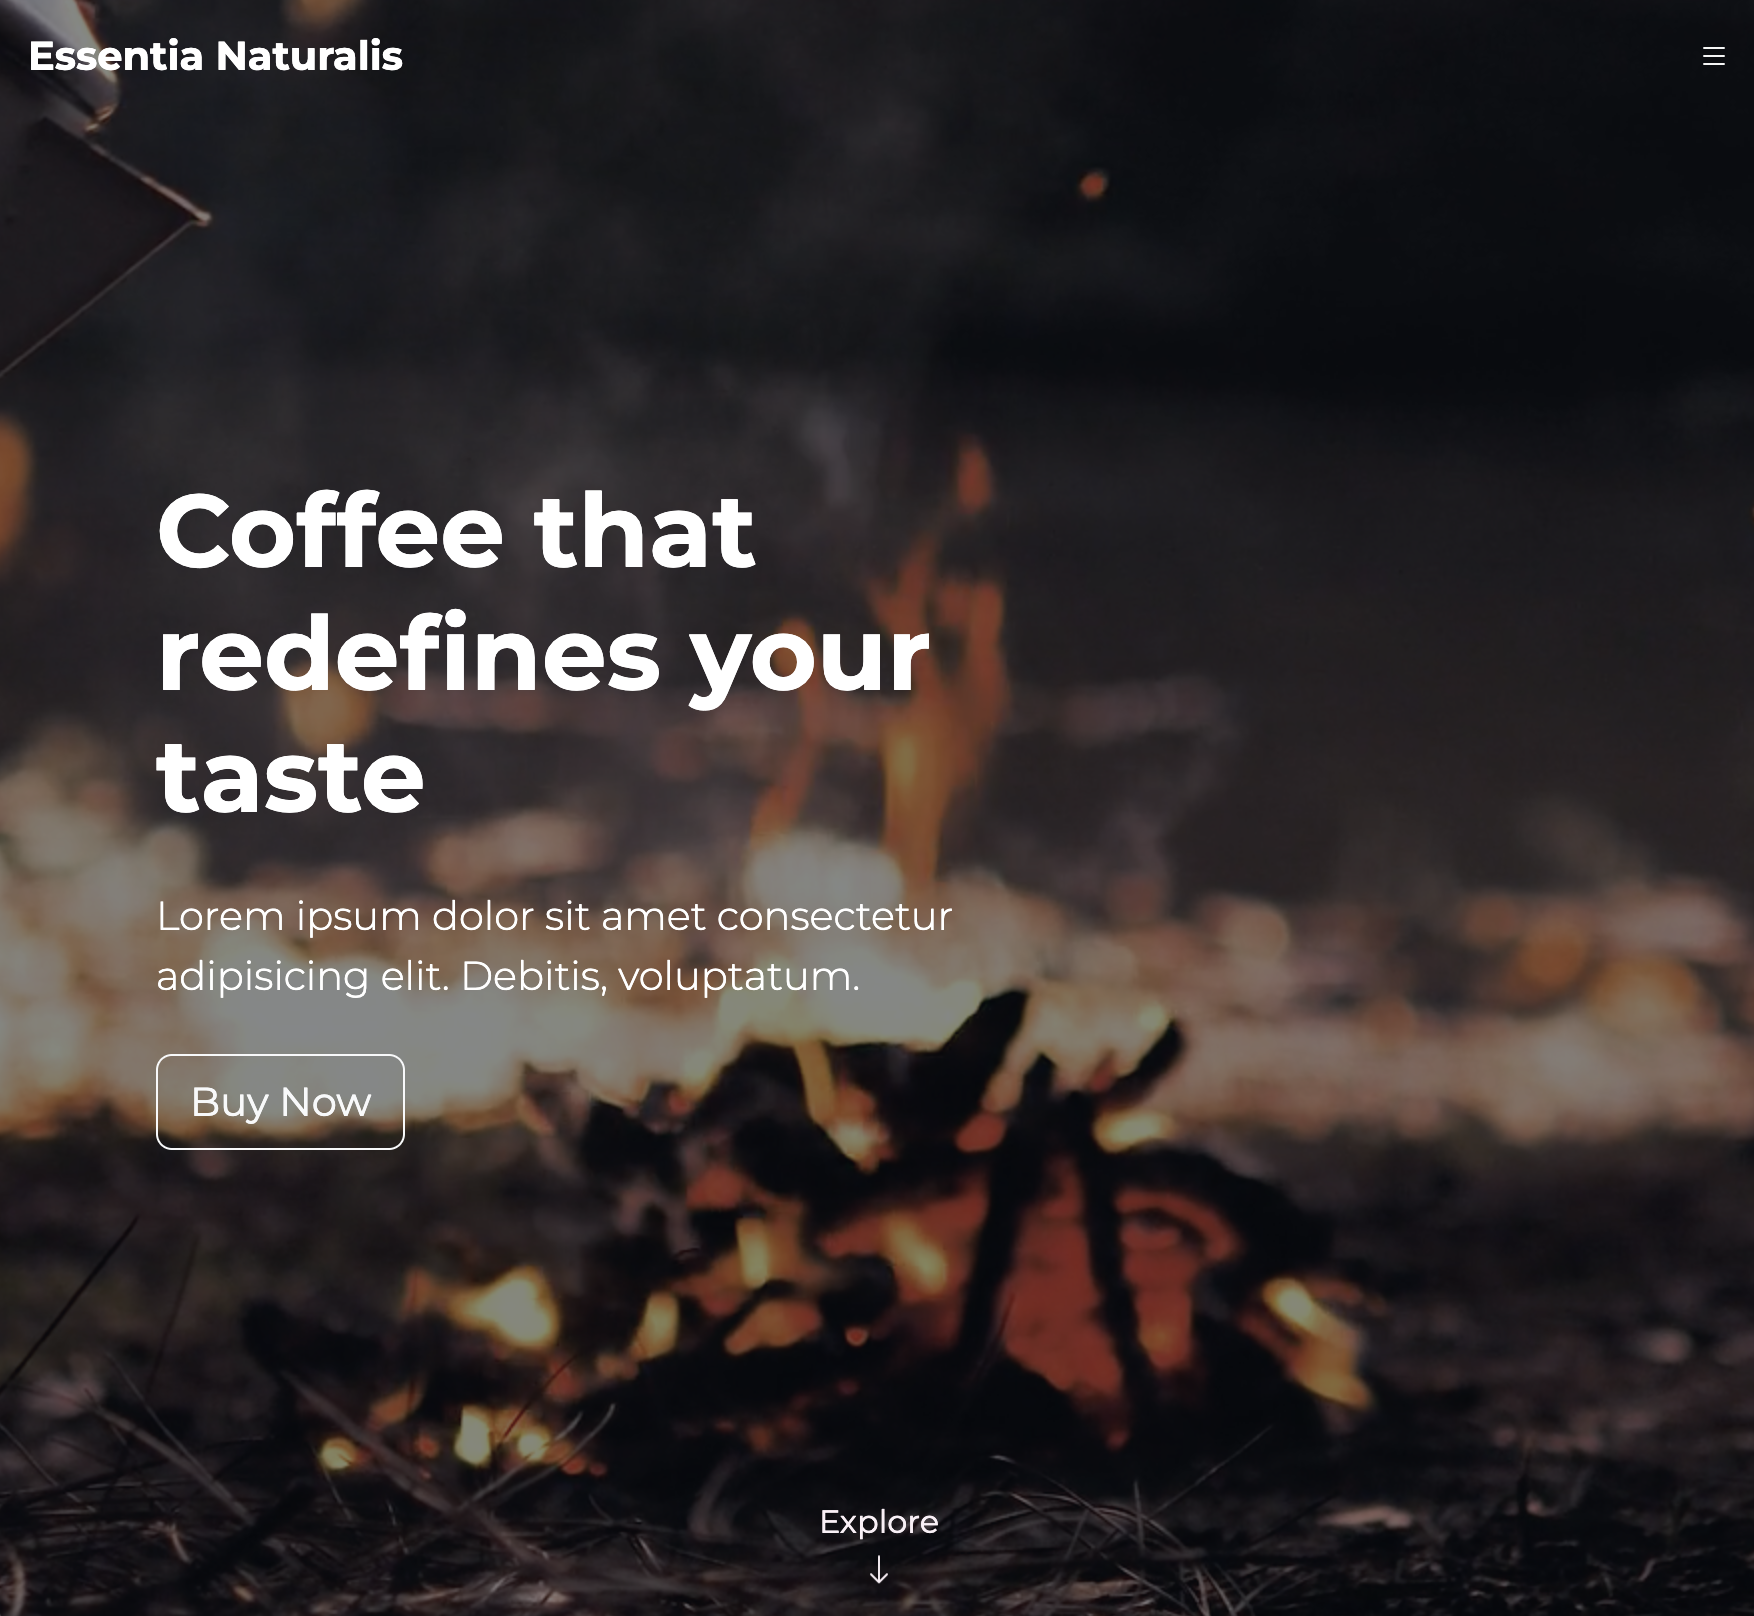 Essentia Naturalis
Coffee that
redefines your
taste
Lorem ipsum dolor sit amet consectetur
adipisicing elit. Debitis, voluptatum.
Buy Now
Explore